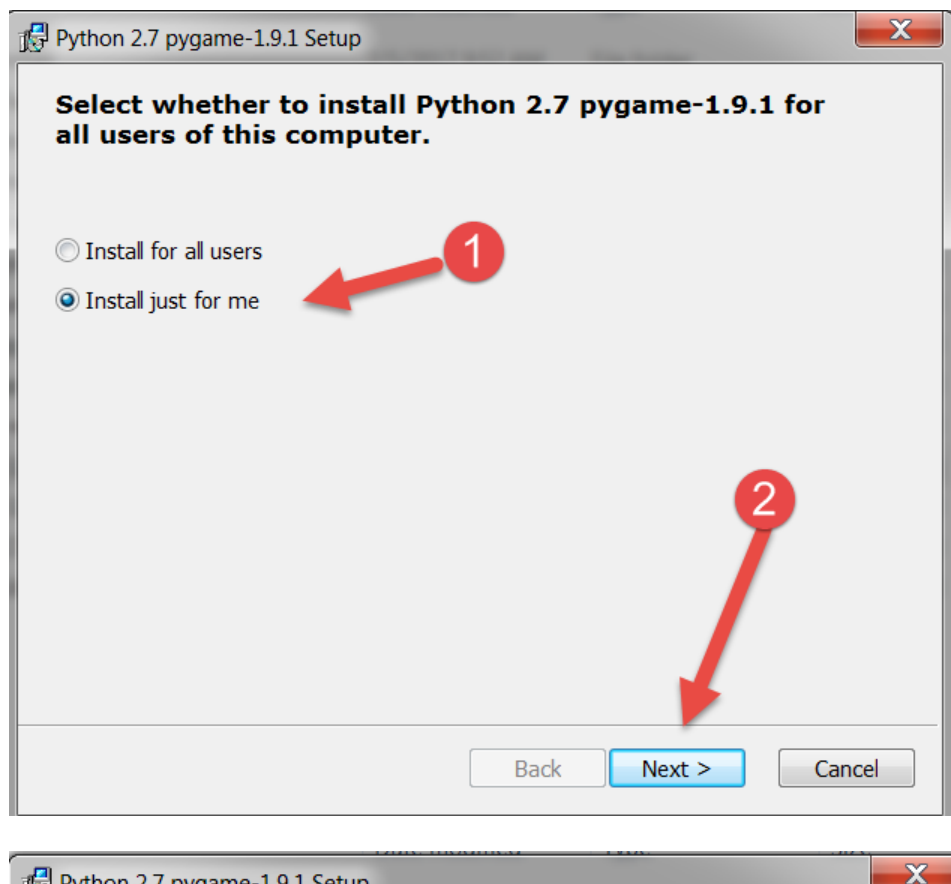 Python 2.7 pygame-1.9.1 Setup
X
Select whether to install Python 2.7 pygame-1.9.1 for
all users of this computer.
Install for all users
1
Install just for me
2
Back
Next >
Cancel
Python 2.7 pygame-1.9.1 Setup
X